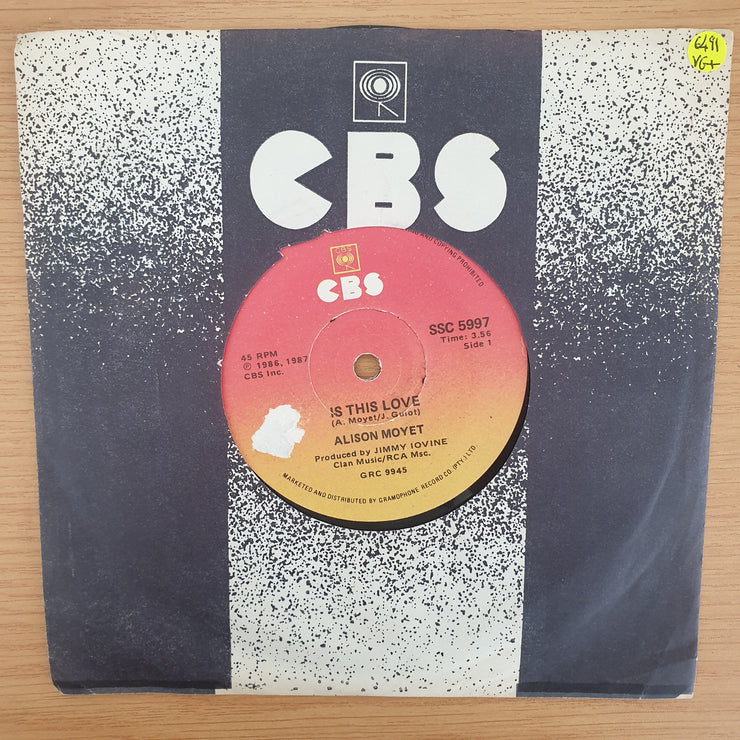 6491
VG+
CBS
AND COPYING PROHIBITED
CBS
CBS
SSC 5997
Time: 3.56
Side 1
45 RPM
℗ 1986, 1987
CBS Inc.
IS THIS LOVE
(A. Moyet/J. Guiot)
ALISON MOYET
Produced by JIMMY IOVINE
Clan Music/RCA Msc.
GRC 9945
MARKETED AND DISTRIBUTED BY GRAMOPHONE RECORD CO. (PTY.) LTD.